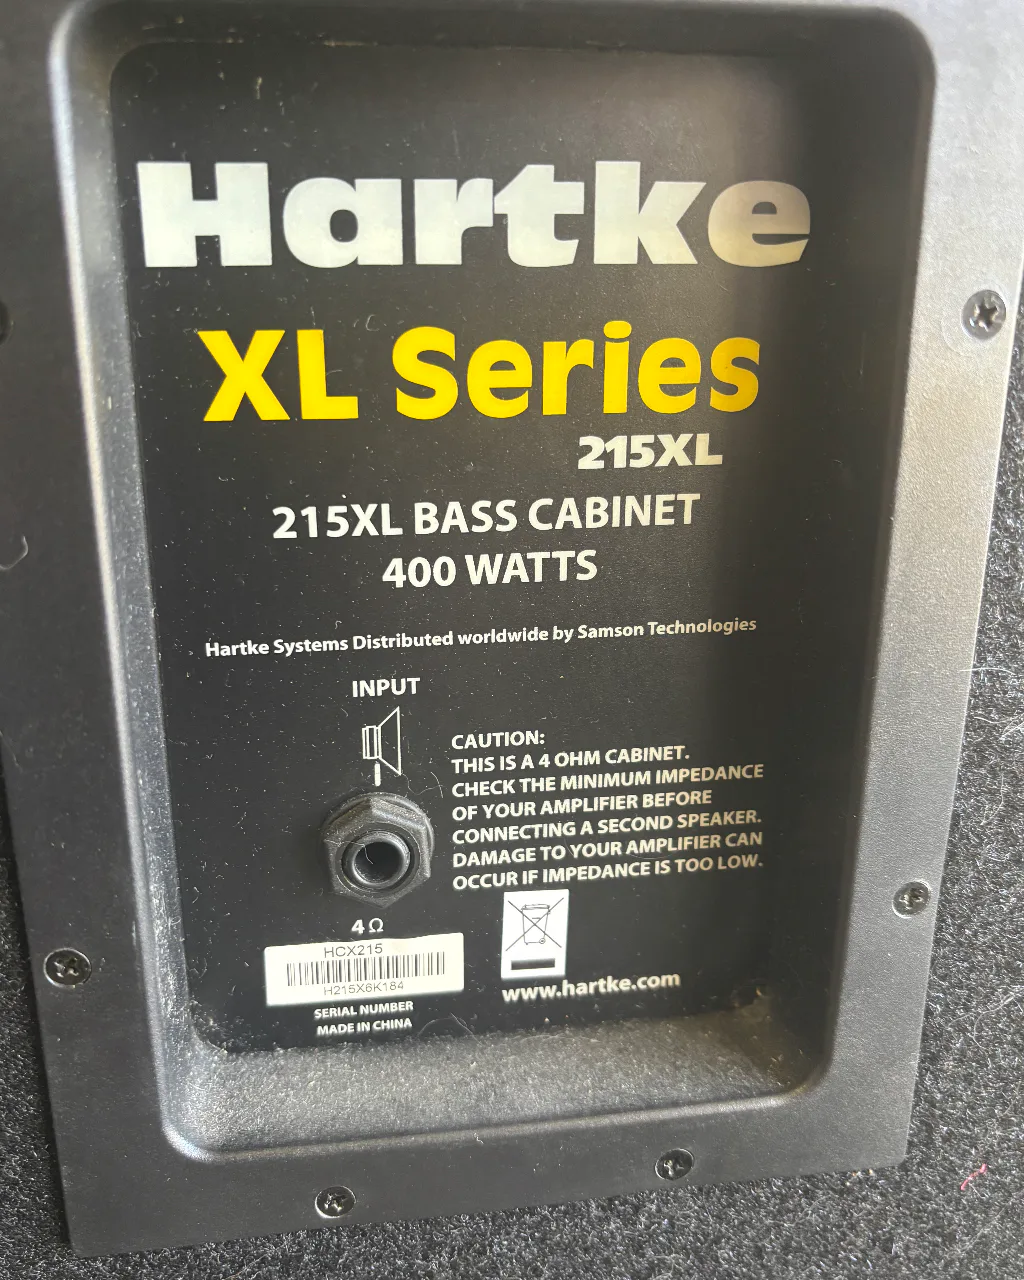 Hartke
XL Series
215XL
215XL BASS CABINET
400 WATTS
Hartke Systems Distributed worldwide by Samson Technologies
INPUT
CAUTION:
THIS IS A 4 OHM CABINET.
CHECK THE MINIMUM IMPEDANCE
OF YOUR AMPLIFIER BEFORE
CONNECTING A SECOND SPEAKER.
DAMAGE TO YOUR AMPLIFIER CAN
OCCUR IF IMPEDANCE IS TOO LOW.
4Ω
HCX215
H215X6K184
SERIAL NUMBER
MADE IN CHINA
www.hartke.com